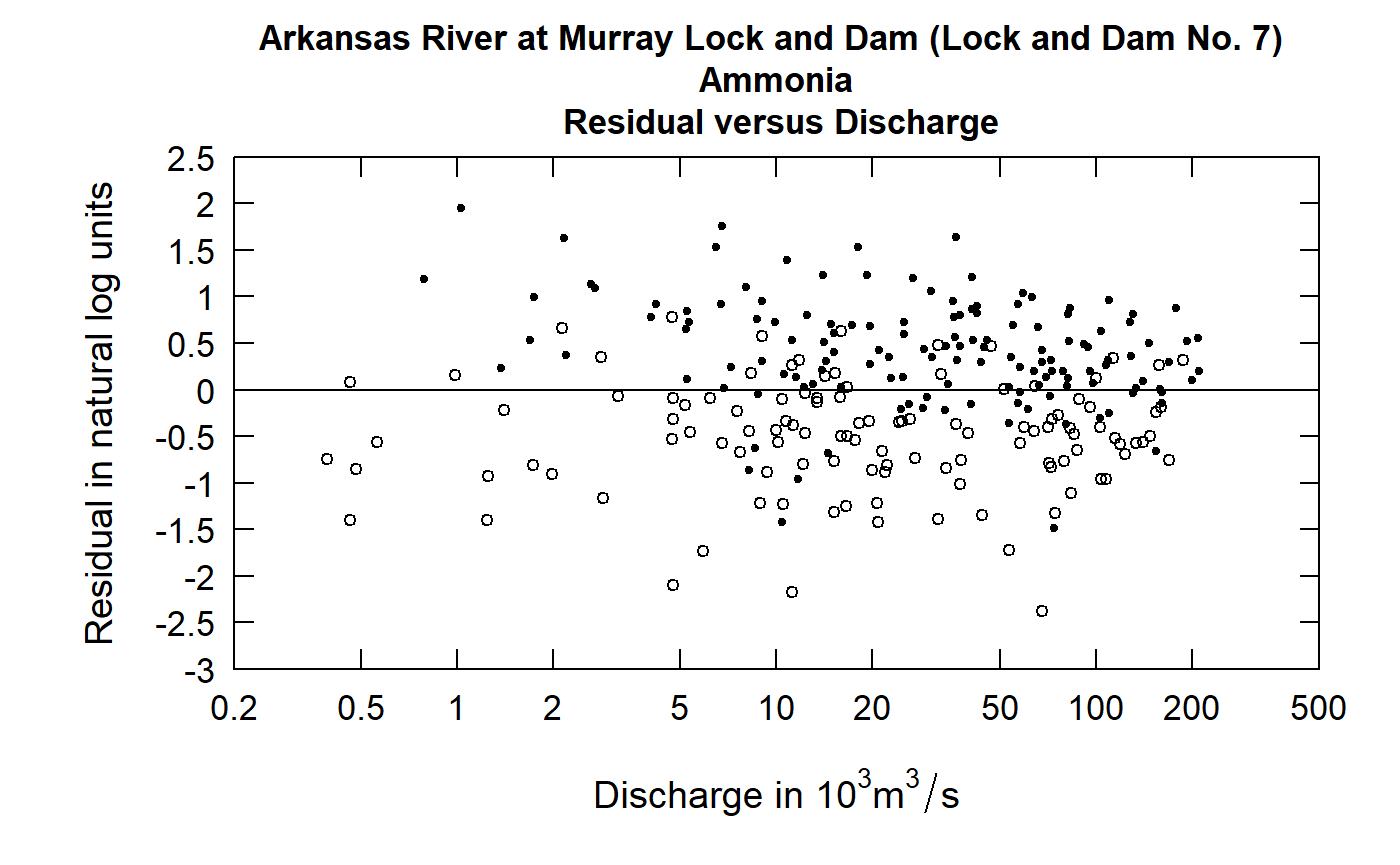 Arkansas River at Murray Lock and Dam (Lock and Dam No. 7)
Ammonia
Residual versus Discharge
Residual in natural log units
2.5
2
1.5
1
0.5
0
-0.5
-1
-1.5
-2
-2.5
-3
0.2 0.5 1 2 5 10 20 50 100 200 500
Discharge in 10³m³/s